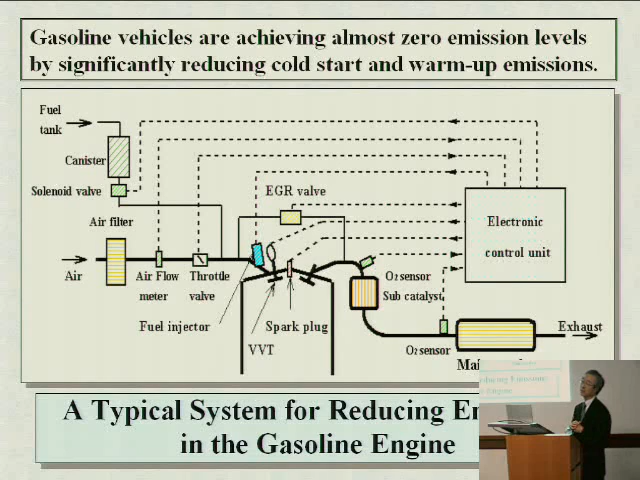 Gasoline vehicles are achieving almost zero emission levels
by significantly reducing cold start and warm-up emissions.
Fuel
tank
Canister
Solenoid valve
EGR valve
Air filter
Electronic
control unit
Air
Air Flow
meter
Throttle
valve
O2 sensor
Sub catalyst
Fuel injector
Spark plug
VVT
O2 sensor
Exhaust
A Typical System for Reducing
in the Gasoline Engine